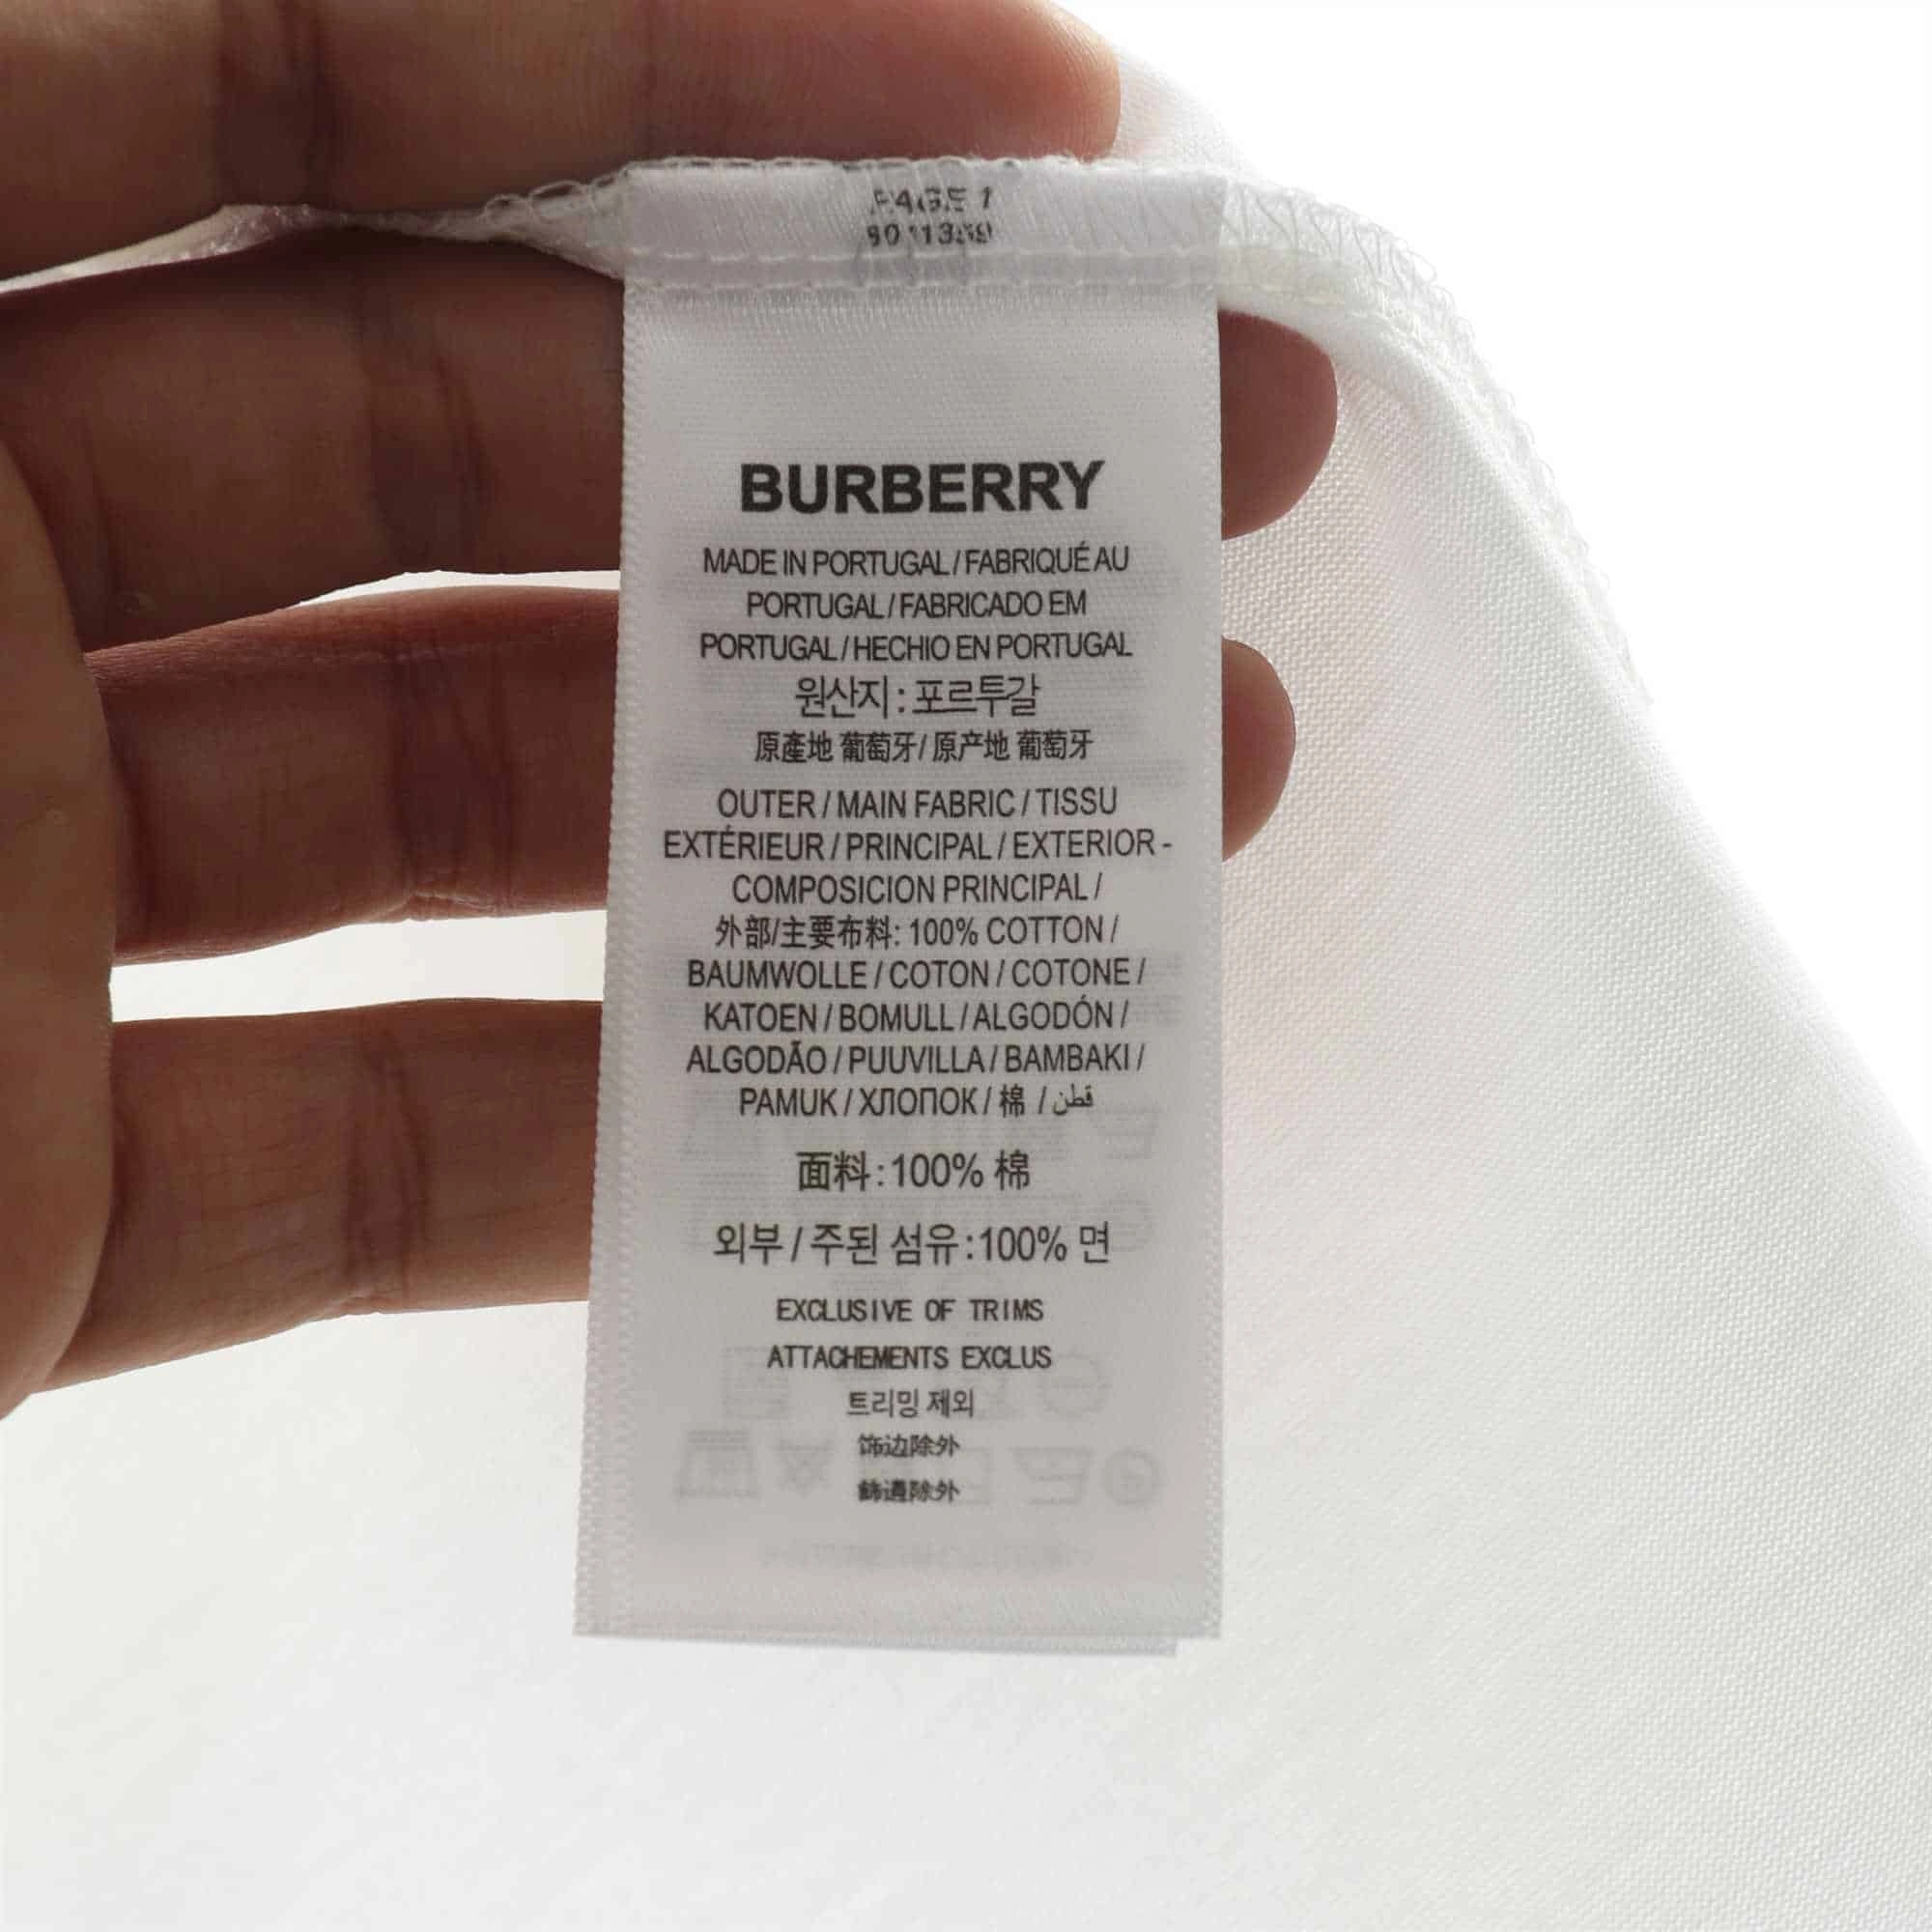 PAGE 1
BURBERRY
MADE IN PORTUGAL / FABRIQUÉ AU
PORTUGAL / FABRICADO EM
PORTUGAL / HECHIO EN PORTUGAL
원산지 : 포르투갈
原產地 葡萄牙/ 原产地 葡萄牙
OUTER / MAIN FABRIC / TISSU
EXTÉRIEUR / PRINCIPAL / EXTERIOR -
COMPOSICION PRINCIPAL /
外部/主要布料: 100% COTTON /
BAUMWOLLE / COTON / COTONE /
KATOEN / BOMULL / ALGODÓN /
ALGODÃO / PUUVILLA / BAMBAKI /
PAMUK / ХЛОПОК / 棉 / قطن
面料 : 100% 棉
외부 / 주된 섬유 : 100% 면
EXCLUSIVE OF TRIMS
ATTACHEMENTS EXCLUS
트리밍 제외
饰边除外
飾邊除外